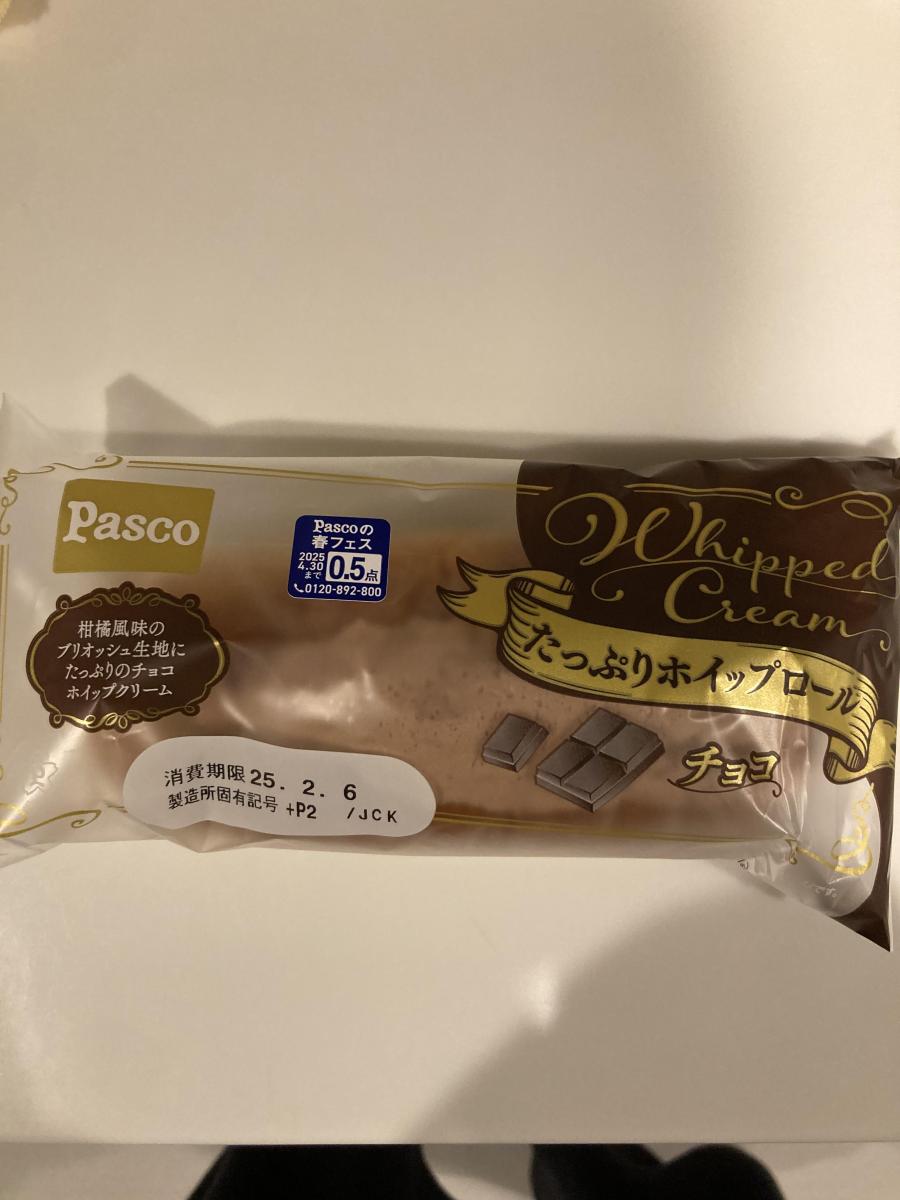 Pasco
Pascoの
春フェス
2025
4.30
まで
0.5点
0120-892-800
Whipped
Cream
たっぷりホイップロール
チョコ
柑橘風味の
ブリオッシュ生地に
たっぷりのチョコ
ホイップクリーム
消費期限25. 2. 6
製造所固有記号 +P2 /JCK